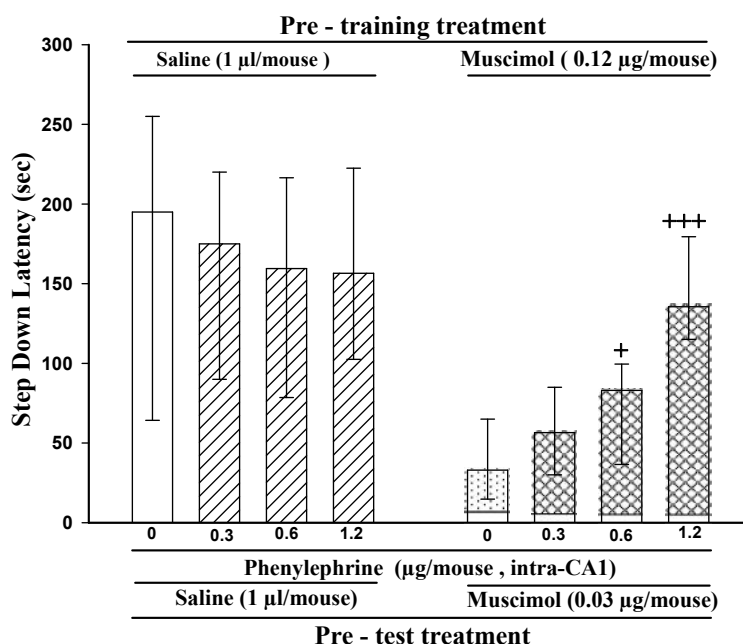 Pre - training treatment
Saline (1 µl/mouse )
Muscimol ( 0.12 µg/mouse)
Step Down Latency (sec)
300
250
200
150
100
50
0
+
+++
0 0.3 0.6 1.2 0 0.3 0.6 1.2
Phenylephrine (µg/mouse , intra-CA1)
Saline (1 µl/mouse)
Muscimol (0.03 µg/mouse)
Pre - test treatment